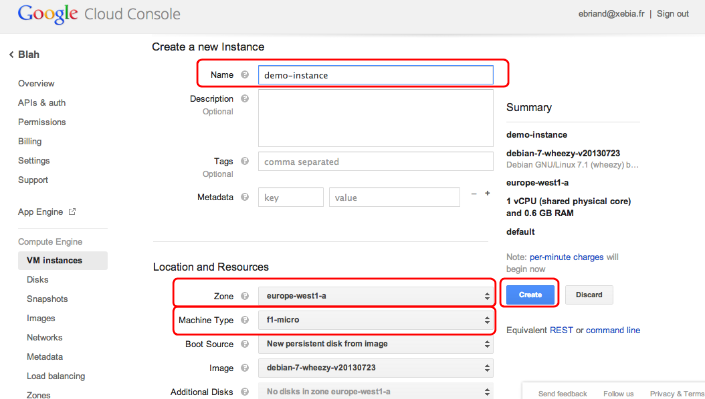 Google Cloud Console
ebriand@xebia.fr | Sign out
< Blah
Overview
APIs & auth
Permissions
Billing
Settings
Support
App Engine
Compute Engine
VM instances
Disks
Snapshots
Images
Networks
Metadata
Load balancing
Zones
Create a new Instance
Name
demo-instance
Description
Optional
Tags
Optional
comma separated
Metadata
key
value
− +
Location and Resources
Zone
europe-west1-a
Machine Type
f1-micro
Boot Source
New persistent disk from image
Image
debian-7-wheezy-v20130723
Additional Disks
No disks in zone europe-west1-a
Summary
demo-instance
debian-7-wheezy-v20130723
Debian GNU/Linux 7.1 (wheezy) b...
europe-west1-a
1 vCPU (shared physical core)
and 0.6 GB RAM
default
Note: per-minute charges will
begin now
Create
Discard
Equivalent REST or command line
Send feedback
Follow us
Privacy & Terms